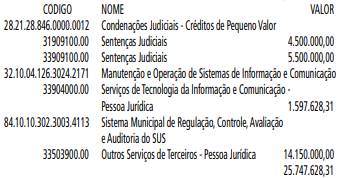 CODIGO NOME VALOR
28.21.28.846.0000.0012 Condenações Judiciais - Créditos de Pequeno Valor
31909100.00 Sentenças Judiciais 4.500.000,00
33909100.00 Sentenças Judiciais 5.500.000,00
32.10.04.126.3024.2171 Manutenção e Operação de Sistemas de Informação e Comunicação
33904000.00 Serviços de Tecnologia da Informação e Comunicação -
Pessoa Jurídica 1.597.628,31
84.10.10.302.3003.4113 Sistema Municipal de Regulação, Controle, Avaliação
e Auditoria do SUS
33503900.00 Outros Serviços de Terceiros - Pessoa Jurídica 14.150.000,00
25.747.628,31